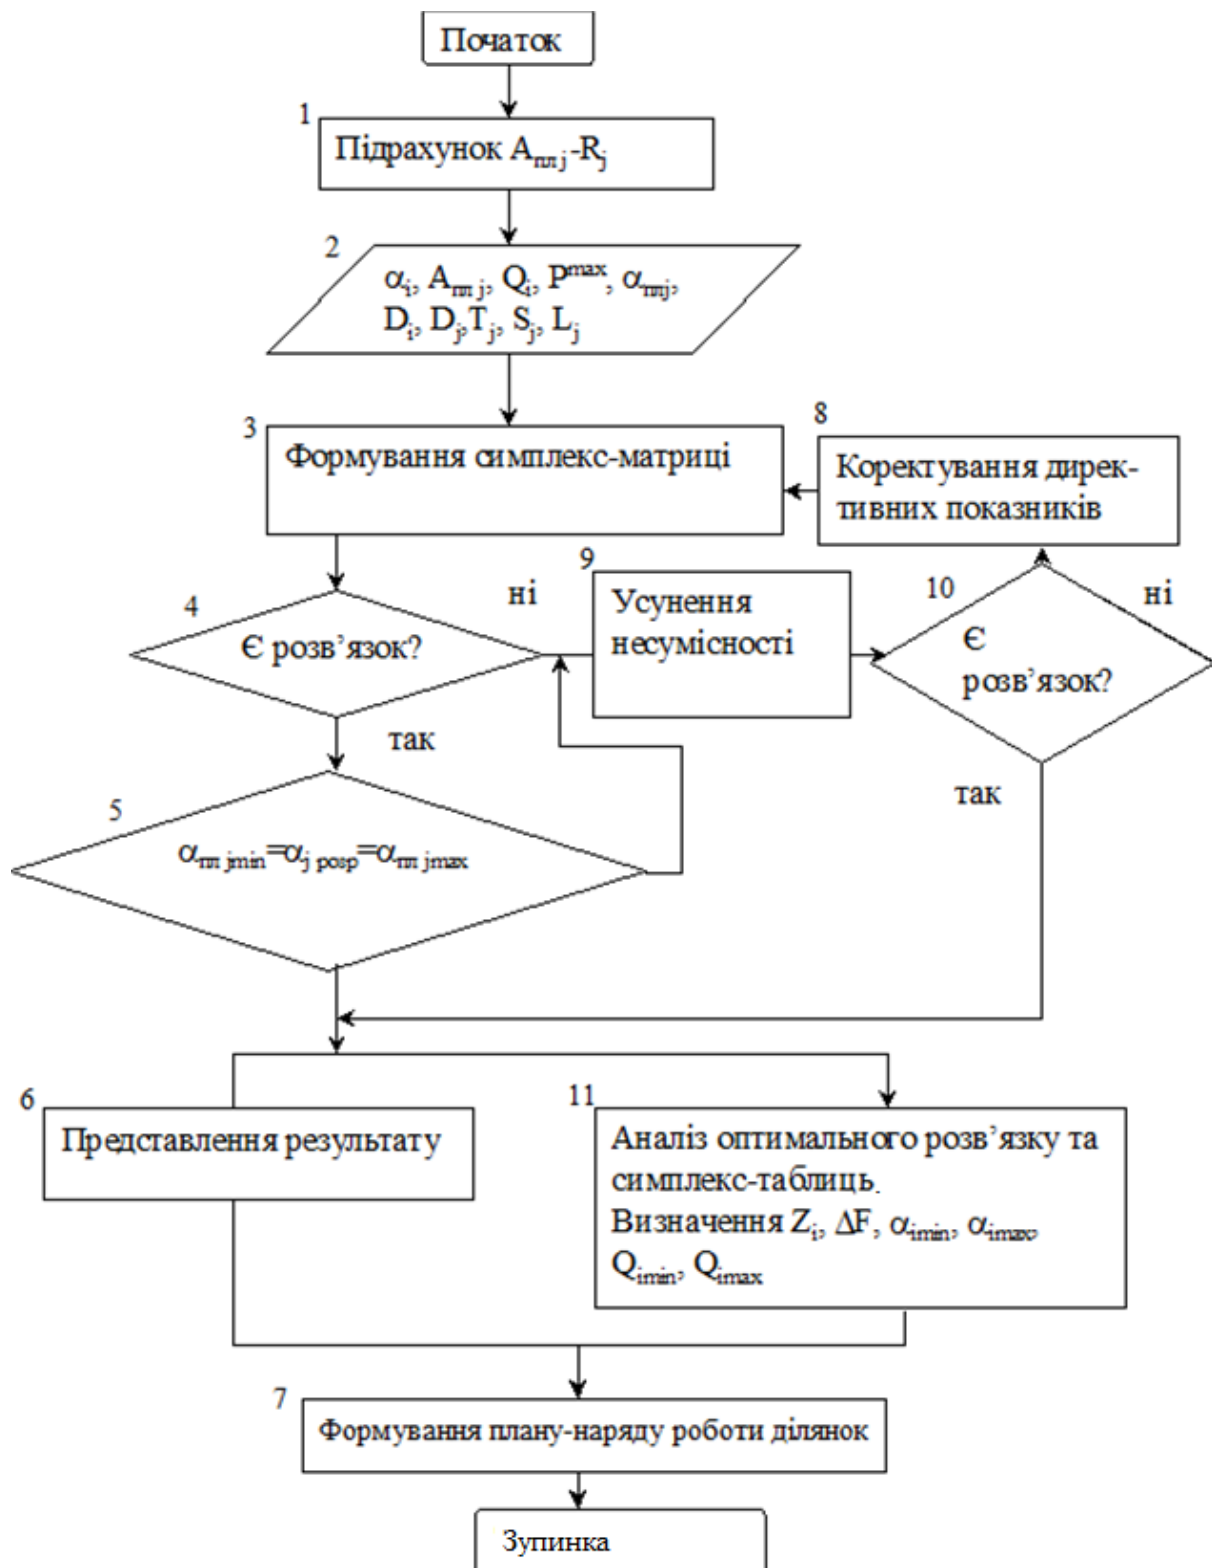 Початок
1
Підрахунок Aпл j-Rj
2
αi, Aпл j, Qi, Pmax, αплj,
Di, Dj,Tj, Sj, Lj
3
Формування симплекс-матриці
8
Коректування дирек-
тивних показників
4
Є розв’язок?
ні
9
Усунення
несумісності
10
Є
розв’язок?
ні
так
так
5
αпл jmin=αj розр=αпл jmax
6
Представлення результату
11
Аналіз оптимального розв’язку та
симплекс-таблиць.
Визначення Zi, ΔF, αimin, αimax,
Qimin, Qimax
7
Формування плану-наряду роботи ділянок
Зупинка